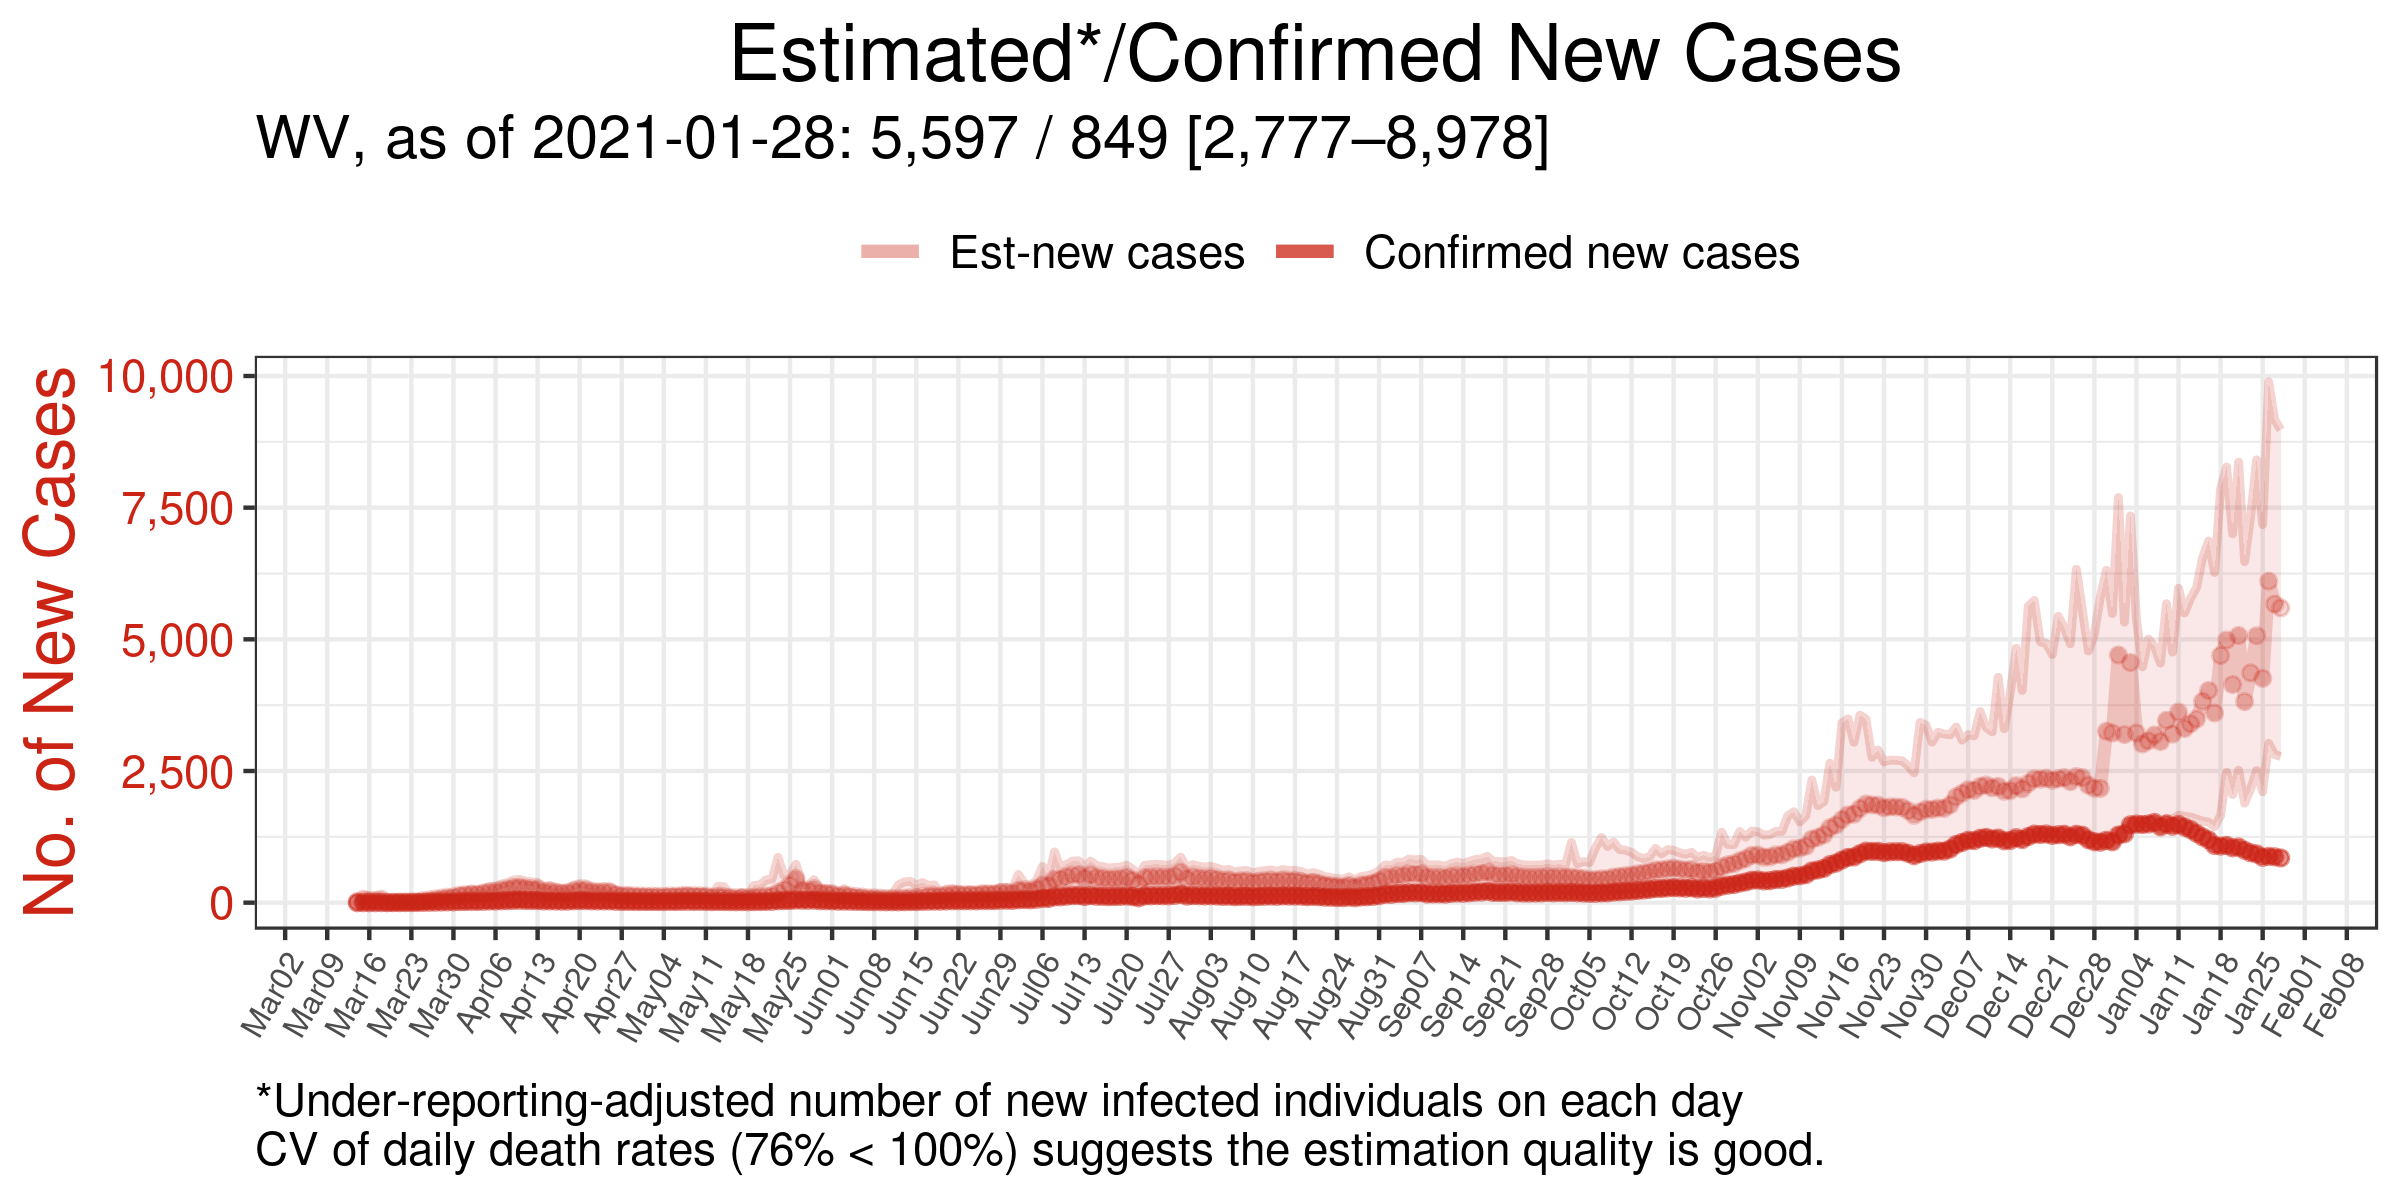 Estimated*/Confirmed New Cases
WV, as of 2021-01-28: 5,597 / 849 [2,777–8,978]
Est-new cases
Confirmed new cases
No. of New Cases
10,000
7,500
5,000
2,500
0
Mar02
Mar09
Mar16
Mar23
Mar30
Apr06
Apr13
Apr20
Apr27
May04
May11
May18
May25
Jun01
Jun08
Jun15
Jun22
Jun29
Jul06
Jul13
Jul20
Jul27
Aug03
Aug10
Aug17
Aug24
Aug31
Sep07
Sep14
Sep21
Sep28
Oct05
Oct12
Oct19
Oct26
Nov02
Nov09
Nov16
Nov23
Nov30
Dec07
Dec14
Dec21
Dec28
Jan04
Jan11
Jan18
Jan25
Feb01
Feb08
*Under-reporting-adjusted number of new infected individuals on each day
CV of daily death rates (76% < 100%) suggests the estimation quality is good.